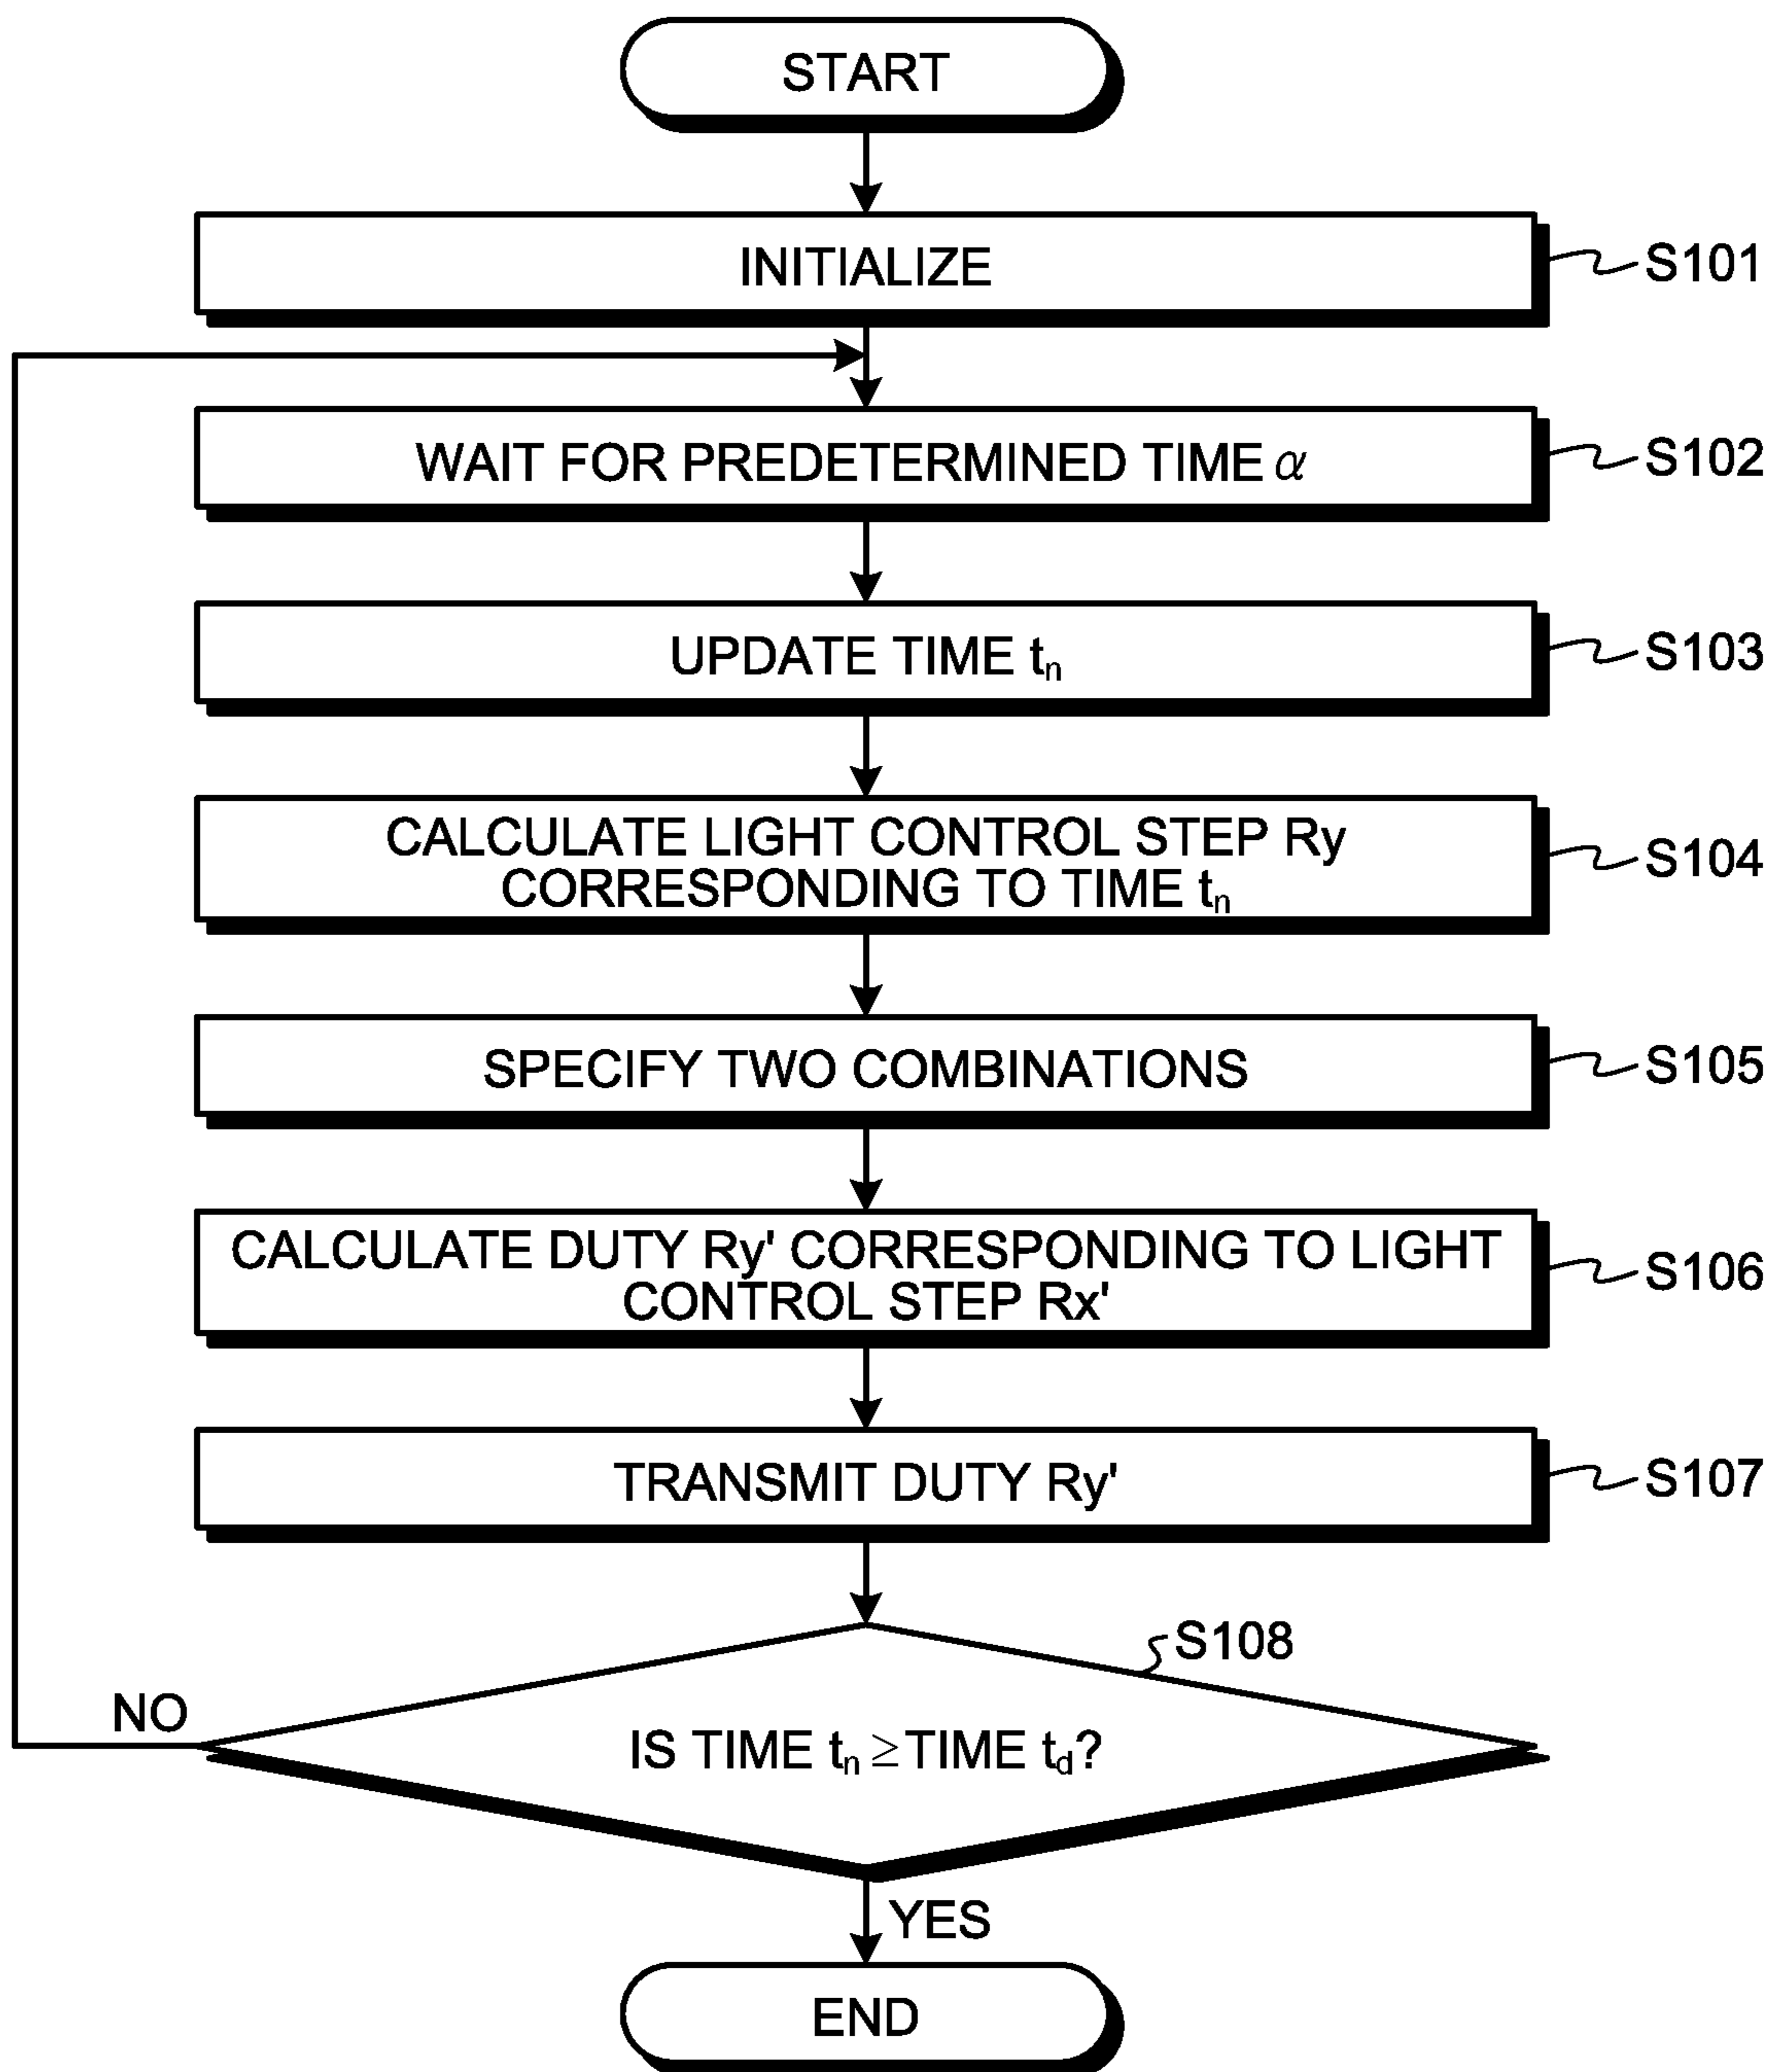 START
INITIALIZE
S101
WAIT FOR PREDETERMINED TIME α
S102
UPDATE TIME tn
S103
CALCULATE LIGHT CONTROL STEP Ry
CORRESPONDING TO TIME tn
S104
SPECIFY TWO COMBINATIONS
S105
CALCULATE DUTY Ry' CORRESPONDING TO LIGHT
CONTROL STEP Rx'
S106
TRANSMIT DUTY Ry'
S107
S108
NO
IS TIME tn ≥ TIME td?
YES
END